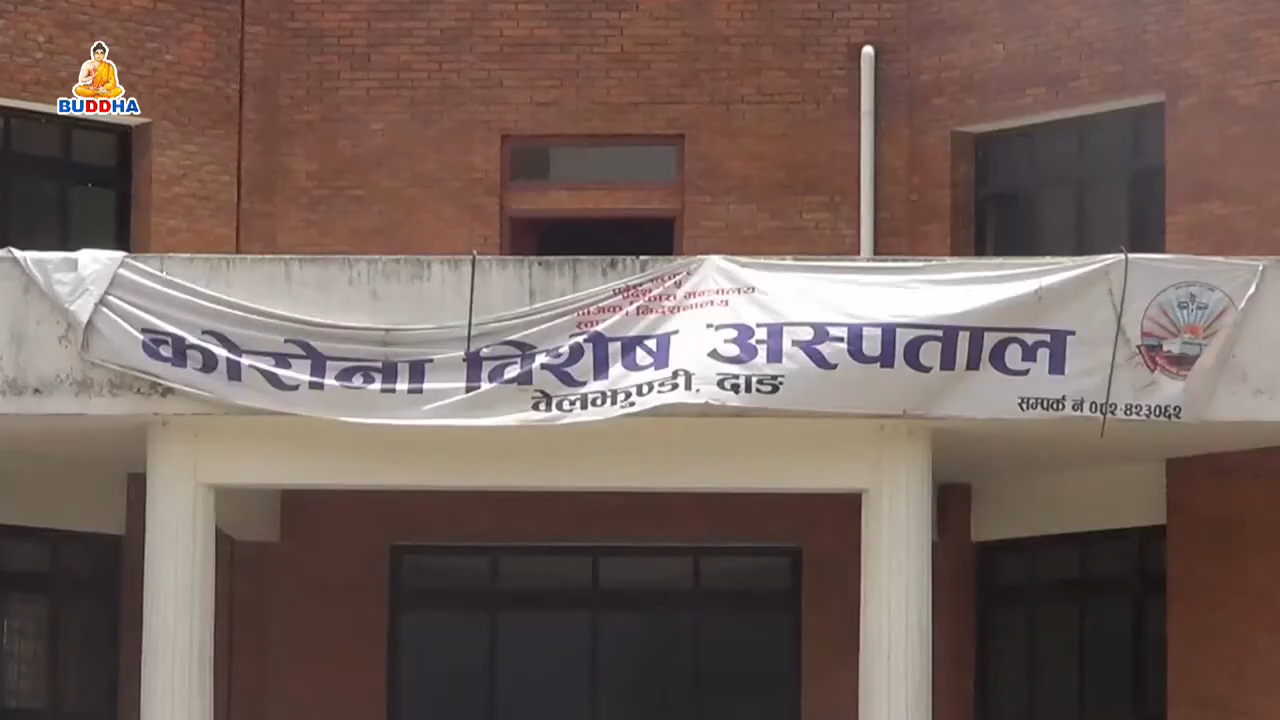 BUDDHA
कोरोना विशेष अस्पताल
वेलझुण्डी, दाङ
सम्पर्क नं ०८२-४२३०६२